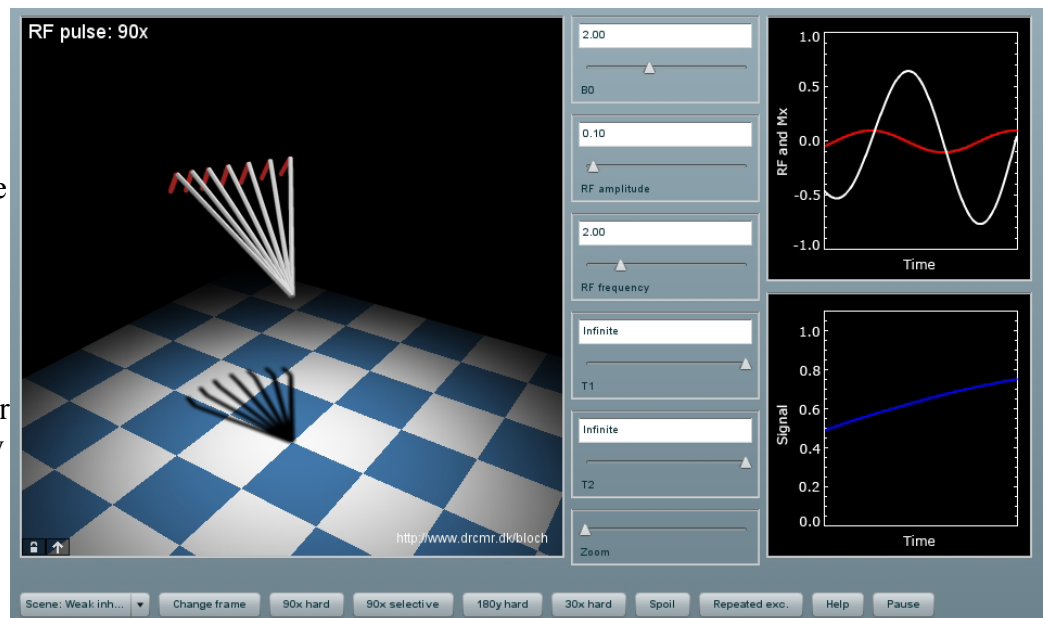 RF pulse: 90x
e
r
http://www.drcmr.dk/bloch
2.00
B0
0.10
RF amplitude
2.00
RF frequency
Infinite
T1
Infinite
T2
Zoom
1.0
0.5
0.0
-0.5
-1.0
RF and Mx
Time
1.0
0.8
0.6
0.4
0.2
0.0
Signal
Time
Scene: Weak inh...
Change frame
90x hard
90x selective
180y hard
30x hard
Spoil
Repeated exc.
Help
Pause